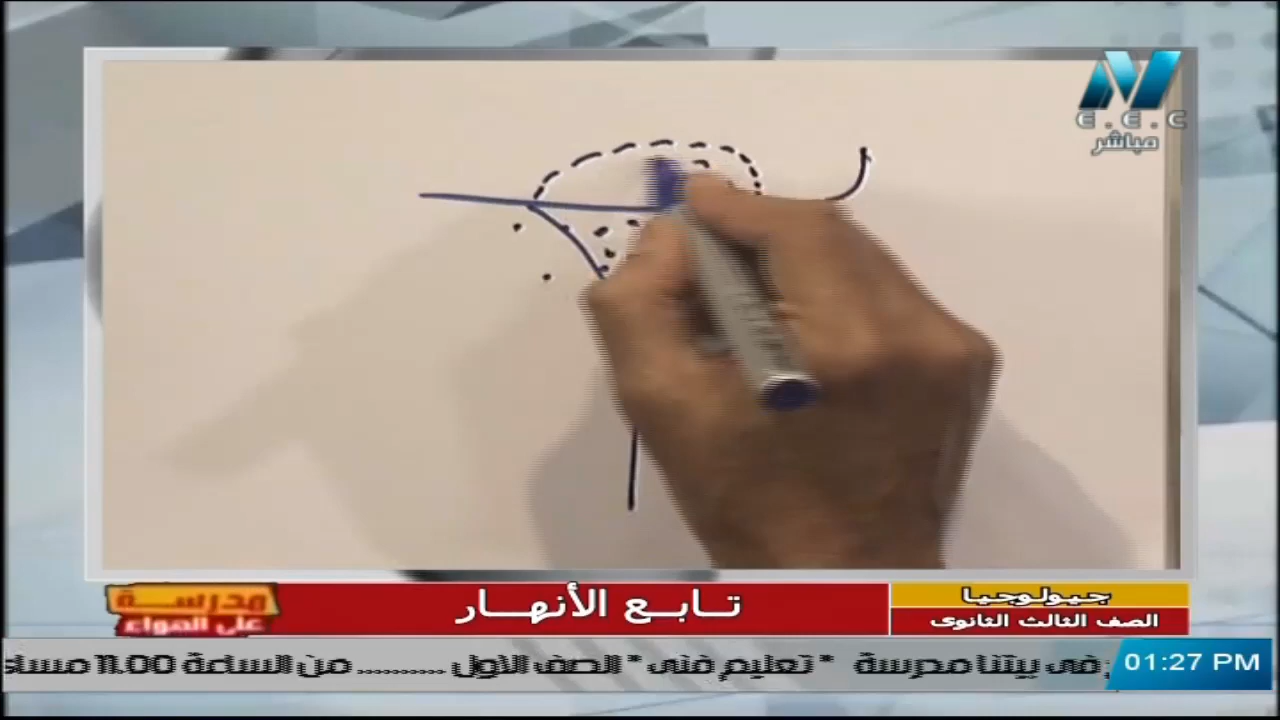 E.E.C
مباشر
جيولوجيا
الصف الثالث الثانوى
تابع الأنهار
مدرسة
على الهواء
فى بيتنا مدرسة * تعليم فنى * الصف الاول .......... من الساعة 11.00 مساء
01:27 PM